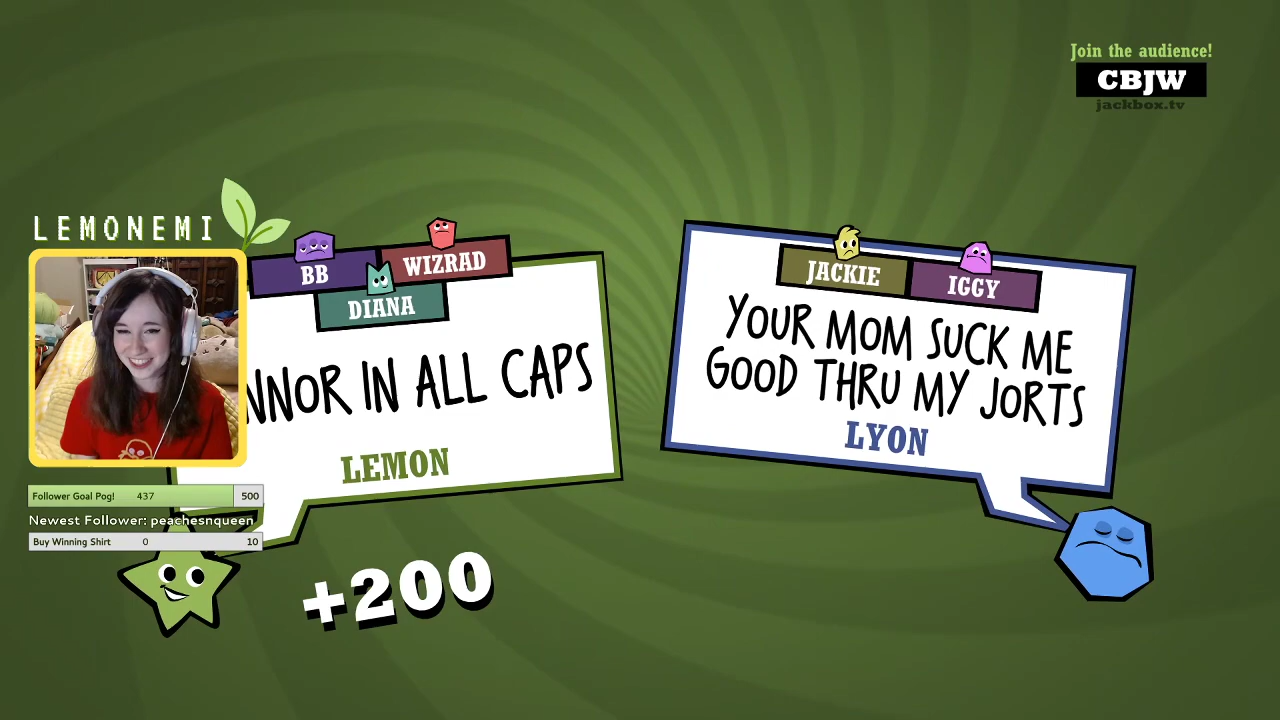 Join the audience!
CBJW
jackbox.tv
LEMONEMI
BB
WIZRAD
DIANA
NNOR IN ALL CAPS
LEMON
JACKIE
IGGY
YOUR MOM SUCK ME
GOOD THRU MY JORTS
LYON
Follower Goal Pog! 437 500
Newest Follower: peachesnqueen
Buy Winning Shirt 0 10
+200